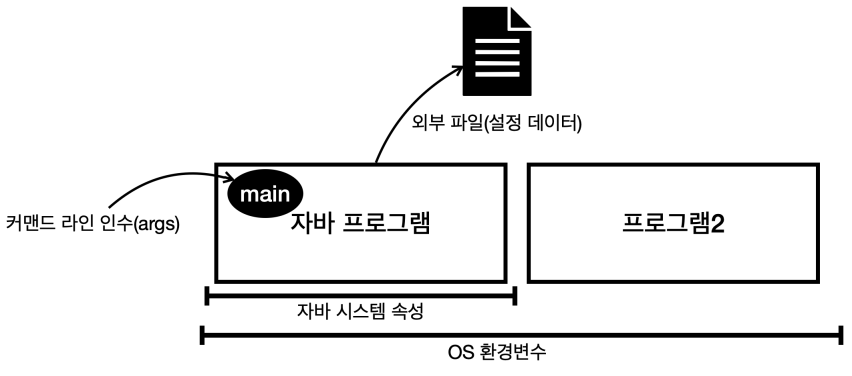 외부 파일(설정 데이터)
main
자바 프로그램
프로그램2
커맨드 라인 인수(args)
자바 시스템 속성
OS 환경변수